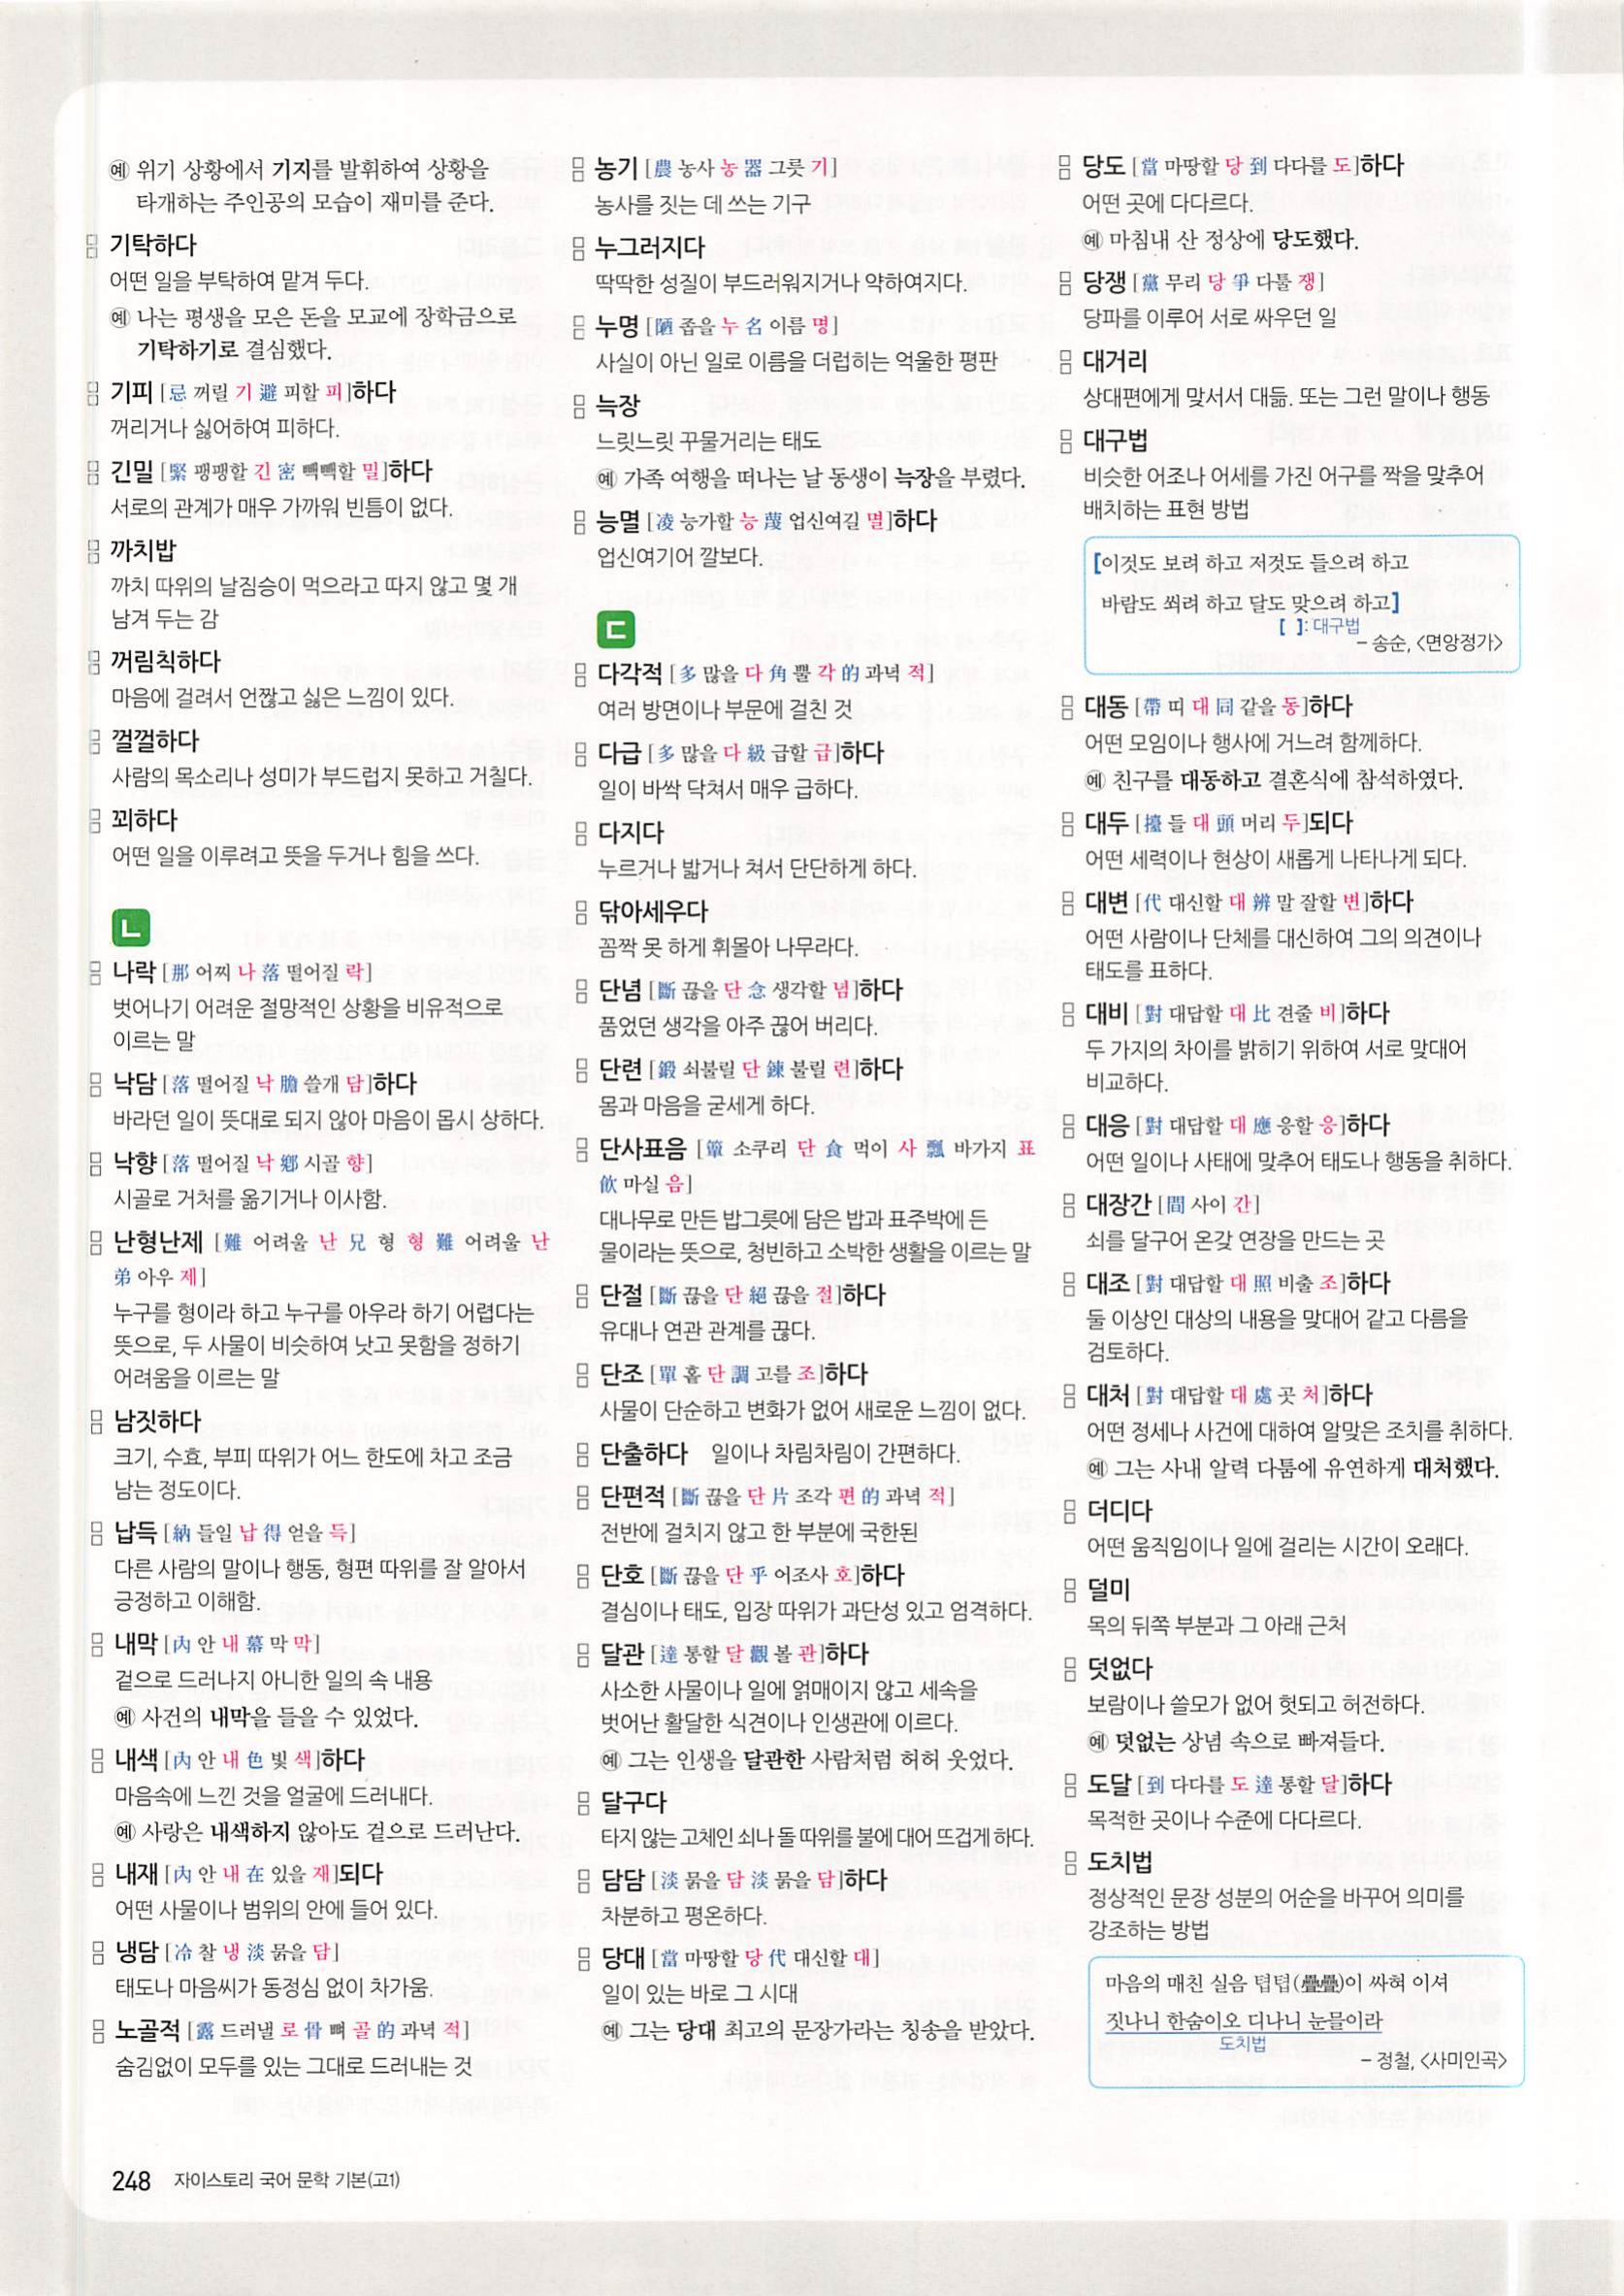 예 위기 상황에서 기지를 발휘하여 상황을
타개하는 주인공의 모습이 재미를 준다.
기탁하다
어떤 일을 부탁하여 맡겨 두다.
예 나는 평생을 모은 돈을 모교에 장학금으로
기탁하기로 결심했다.
기피 [忌 꺼릴 기 避 피할 피]하다
꺼리거나 싫어하여 피하다.
긴밀 [緊 팽팽할 긴 密 빽빽할 밀]하다
서로의 관계가 매우 가까워 빈틈이 없다.
까치밥
까치 따위의 날짐승이 먹으라고 따지 않고 몇 개
남겨 두는 감
꺼림칙하다
마음에 걸려서 언짢고 싫은 느낌이 있다.
껄껄하다
사람의 목소리나 성미가 부드럽지 못하고 거칠다.
꾀하다
어떤 일을 이루려고 뜻을 두거나 힘을 쓰다.
ㄴ
나락 [那 어찌 나 落 떨어질 락]
벗어나기 어려운 절망적인 상황을 비유적으로
이르는 말
낙담 [落 떨어질 낙 膽 쓸개 담]하다
바라던 일이 뜻대로 되지 않아 마음이 몹시 상하다.
낙향 [落 떨어질 낙 鄕 시골 향]
시골로 거처를 옮기거나 이사함.
난형난제 [難 어려울 난 兄 형 형 難 어려울 난
弟 아우 제]
누구를 형이라 하고 누구를 아우라 하기 어렵다는
뜻으로, 두 사물이 비슷하여 낫고 못함을 정하기
어려움을 이르는 말
남짓하다
크기, 수효, 부피 따위가 어느 한도에 차고 조금
남는 정도이다.
납득 [納 들일 납 得 얻을 득]
다른 사람의 말이나 행동, 형편 따위를 잘 알아서
긍정하고 이해함.
내막 [內 안 내 幕 막 막]
겉으로 드러나지 아니한 일의 속 내용
예 사건의 내막을 들을 수 있었다.
내색 [內 안 내 色 빛 색]하다
마음속에 느낀 것을 얼굴에 드러내다.
예 사랑은 내색하지 않아도 겉으로 드러난다.
내재 [內 안 내 在 있을 재]되다
어떤 사물이나 범위의 안에 들어 있다.
냉담 [冷 찰 냉 淡 묽을 담]
태도나 마음씨가 동정심 없이 차가움.
노골적 [露 드러낼 로 骨 뼈 골 的 과녁 적]
숨김없이 모두를 있는 그대로 드러내는 것
농기 [農 농사 농 器 그릇 기]
농사를 짓는 데 쓰는 기구
누그러지다
딱딱한 성질이 부드러워지거나 약하여지다.
누명 [陋 좁을 누 名 이름 명]
사실이 아닌 일로 이름을 더럽히는 억울한 평판
늑장
느릿느릿 꾸물거리는 태도
예 가족 여행을 떠나는 날 동생이 늑장을 부렸다.
능멸 [凌 능가할 능 蔑 업신여길 멸]하다
업신여기어 깔보다.
ㄷ
다각적 [多 많을 다 角 뿔 각 的 과녁 적]
여러 방면이나 부문에 걸친 것
다급 [多 많을 다 級 급할 급]하다
일이 바싹 닥쳐서 매우 급하다.
다지다
누르거나 밟거나 쳐서 단단하게 하다.
닦아세우다
꼼짝 못 하게 휘몰아 나무라다.
단념 [斷 끊을 단 念 생각할 념]하다
품었던 생각을 아주 끊어 버리다.
단련 [鍛 쇠불릴 단 鍊 불릴 련]하다
몸과 마음을 굳세게 하다.
단사표음 [簞 소쿠리 단 食 먹이 사 瓢 바가지 표
飮 마실 음]
대나무로 만든 밥그릇에 담은 밥과 표주박에 든
물이라는 뜻으로, 청빈하고 소박한 생활을 이르는 말
단절 [斷 끊을 단 絕 끊을 절]하다
유대나 연관 관계를 끊다.
단조 [單 홑 단 調 고를 조]하다
사물이 단순하고 변화가 없어 새로운 느낌이 없다.
단출하다 일이나 차림차림이 간편하다.
단편적 [斷 끊을 단 片 조각 편 的 과녁 적]
전반에 걸치지 않고 한 부분에 국한된
단호 [斷 끊을 단 乎 어조사 호]하다
결심이나 태도, 입장 따위가 과단성 있고 엄격하다.
달관 [達 통할 달 觀 볼 관]하다
사소한 사물이나 일에 얽매이지 않고 세속을
벗어난 활달한 식견이나 인생관에 이르다.
예 그는 인생을 달관한 사람처럼 허허 웃었다.
달구다
타지 않는 고체인 쇠나 돌 따위를 불에 대어 뜨겁게 하다.
담담 [淡 묽을 담 淡 묽을 담]하다
차분하고 평온하다.
당대 [當 마땅할 당 代 대신할 대]
일이 있는 바로 그 시대
예 그는 당대 최고의 문장가라는 칭송을 받았다.
당도 [當 마땅할 당 到 다다를 도]하다
어떤 곳에 다다르다.
예 마침내 산 정상에 당도했다.
당쟁 [黨 무리 당 爭 다툴 쟁]
당파를 이루어 서로 싸우던 일
대거리
상대편에게 맞서서 대듦. 또는 그런 말이나 행동
대구법
비슷한 어조나 어세를 가진 어구를 짝을 맞추어
배치하는 표현 방법
[이것도 보려 하고 저것도 들으려 하고
바람도 쐬려 하고 달도 맞으려 하고]
[ ]: 대구법
– 송순, <면앙정가>
대동 [帶 띠 대 同 같을 동]하다
어떤 모임이나 행사에 거느려 함께하다.
예 친구를 대동하고 결혼식에 참석하였다.
대두 [擡 들 대 頭 머리 두]되다
어떤 세력이나 현상이 새롭게 나타나게 되다.
대변 [代 대신할 대 辨 말 잘할 변]하다
어떤 사람이나 단체를 대신하여 그의 의견이나
태도를 표하다.
대비 [對 대답할 대 比 견줄 비]하다
두 가지의 차이를 밝히기 위하여 서로 맞대어
비교하다.
대응 [對 대답할 대 應 응할 응]하다
어떤 일이나 사태에 맞추어 태도나 행동을 취하다.
대장간 [間 사이 간]
쇠를 달구어 온갖 연장을 만드는 곳
대조 [對 대답할 대 照 비출 조]하다
둘 이상인 대상의 내용을 맞대어 같고 다름을
검토하다.
대처 [對 대답할 대 處 곳 처]하다
어떤 정세나 사건에 대하여 알맞은 조치를 취하다.
예 그는 사내 알력 다툼에 유연하게 대처했다.
더디다
어떤 움직임이나 일에 걸리는 시간이 오래다.
덜미
목의 뒤쪽 부분과 그 아래 근처
덧없다
보람이나 쓸모가 없어 헛되고 허전하다.
예 덧없는 상념 속으로 빠져들다.
도달 [到 다다를 도 達 통할 달]하다
목적한 곳이나 수준에 다다르다.
도치법
정상적인 문장 성분의 어순을 바꾸어 의미를
강조하는 방법
마음의 매친 실음 텹텹(疊疊)이 싸혀 이셔
짓나니 한숨이오 디나니 눈믈이라
도치법
– 정철, <사미인곡>
248 자이스토리 국어 문학 기본(고1)